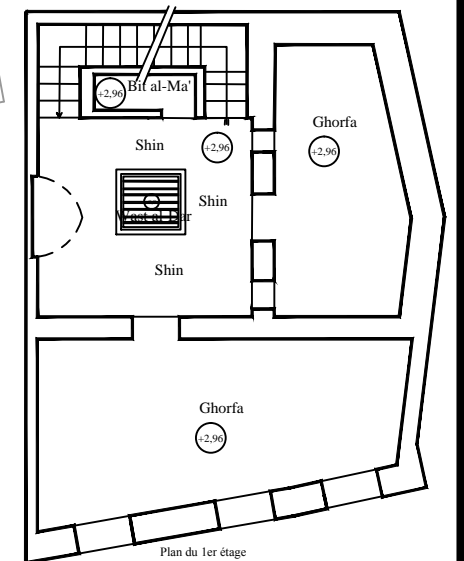 Bit al-Ma'
+2,96
Shin
+2,96
Ghorfa
+2,96
Shin
Wast al-Dar
Shin
Ghorfa
+2,96
Plan du 1er étage